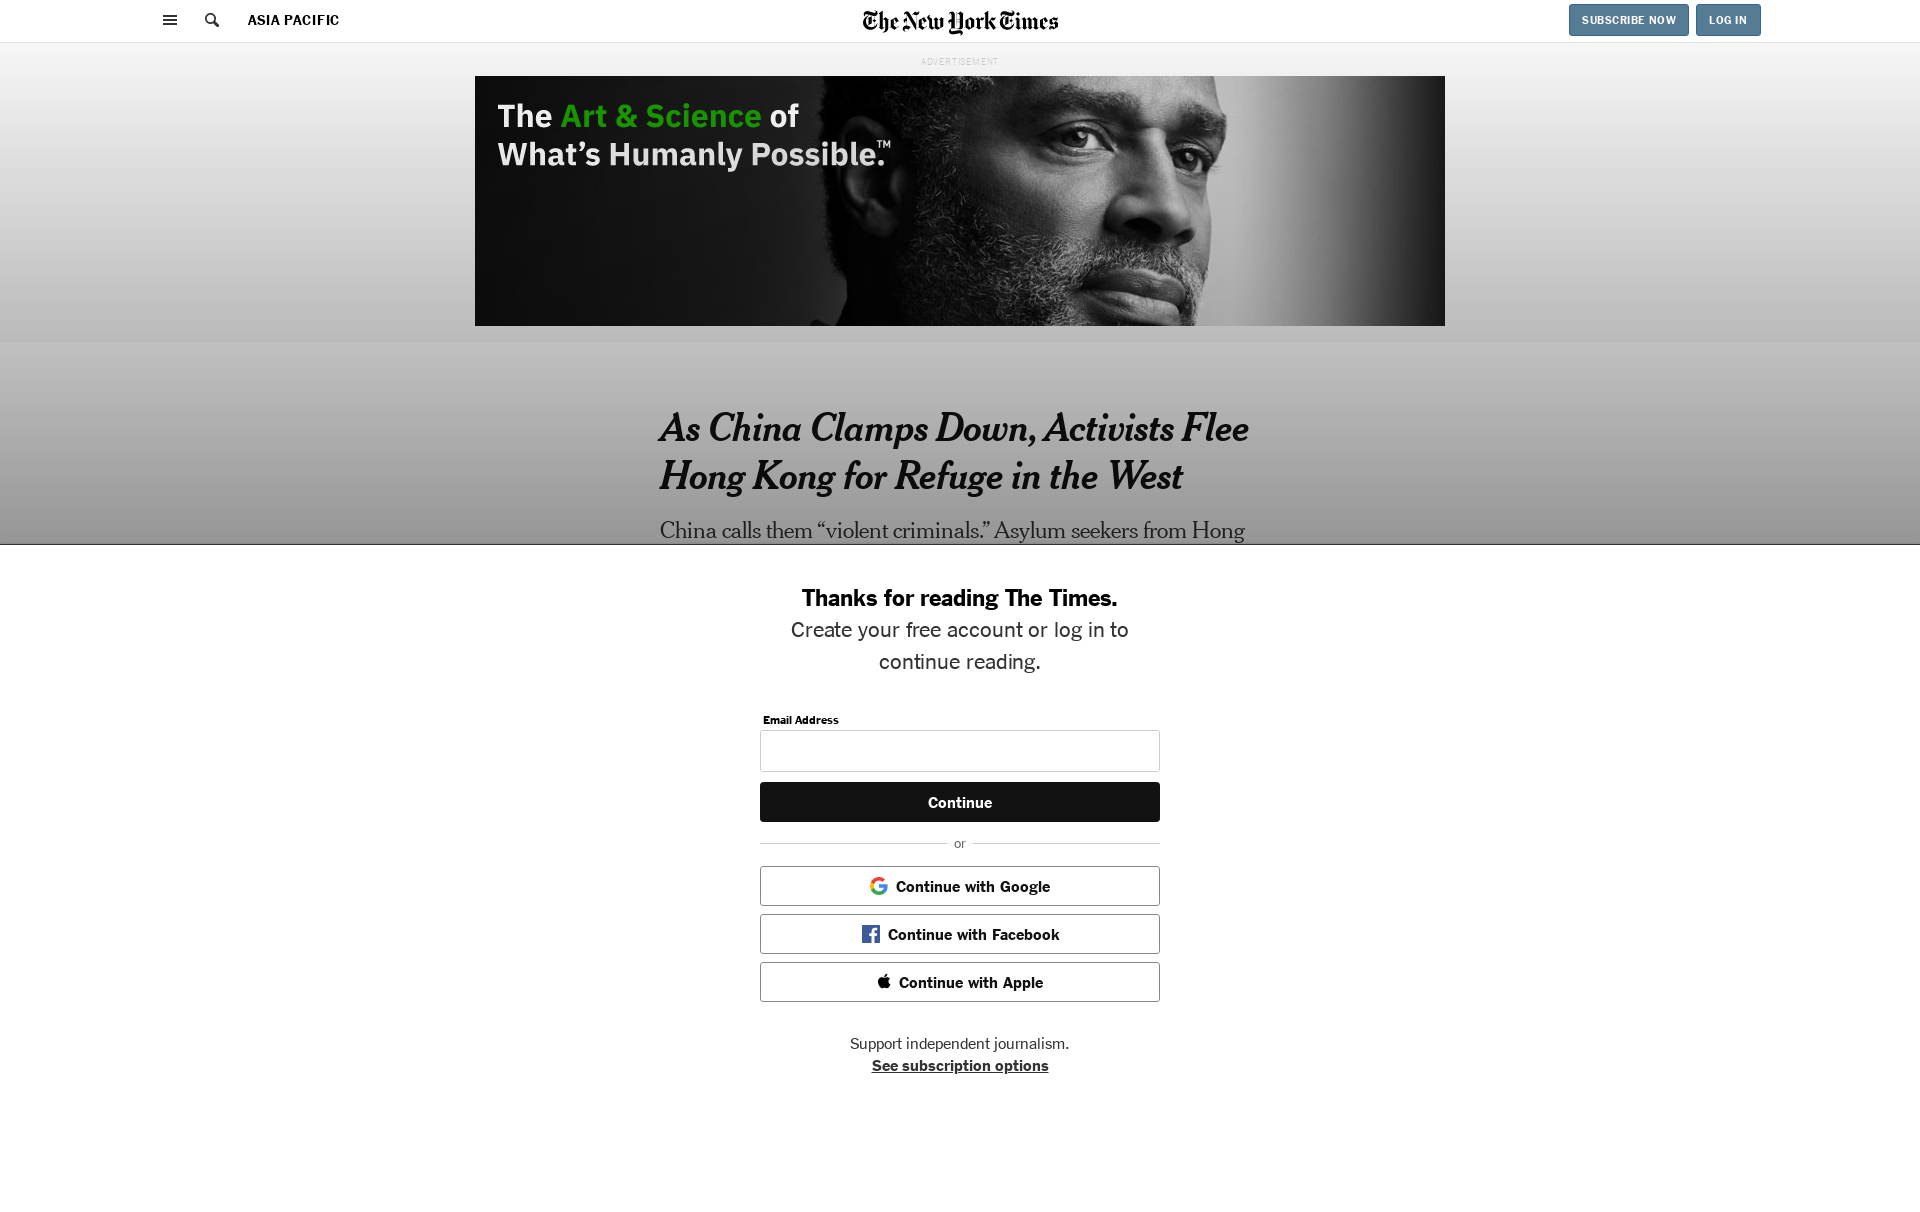 ASIA PACIFIC
The New York Times
SUBSCRIBE NOW
LOG IN
ADVERTISEMENT
The Art & Science of
What's Humanly Possible.™
As China Clamps Down, Activists Flee
Hong Kong for Refuge in the West
China calls them “violent criminals.” Asylum seekers from Hong
Thanks for reading The Times.
Create your free account or log in to
continue reading.
Email Address
Continue
or
Continue with Google
Continue with Facebook
Continue with Apple
Support independent journalism.
See subscription options